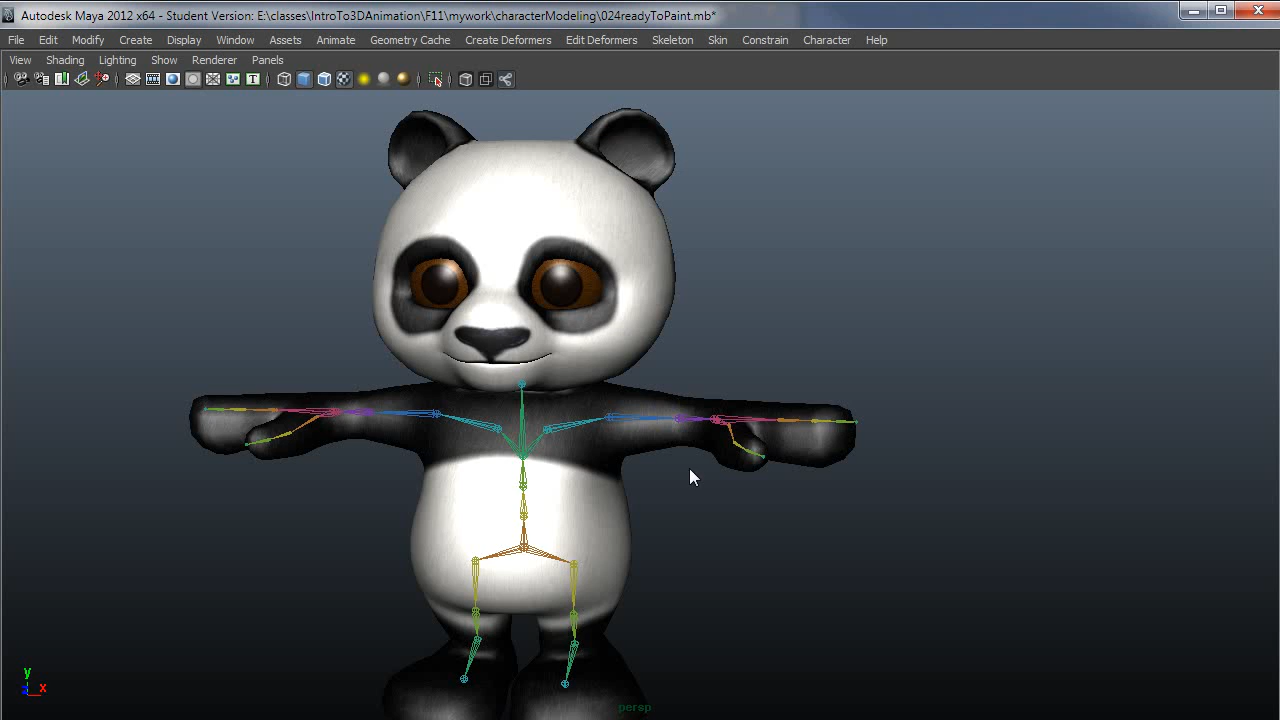 Autodesk Maya 2012 x64 - Student Version: E:\classes\IntroTo3DAnimation\F11\mywork\characterModeling\024readyToPaint.mb*
File Edit Modify Create Display Window Assets Animate Geometry Cache Create Deformers Edit Deformers Skeleton Skin Constrain Character Help
View Shading Lighting Show Renderer Panels
T
y
z x
persp